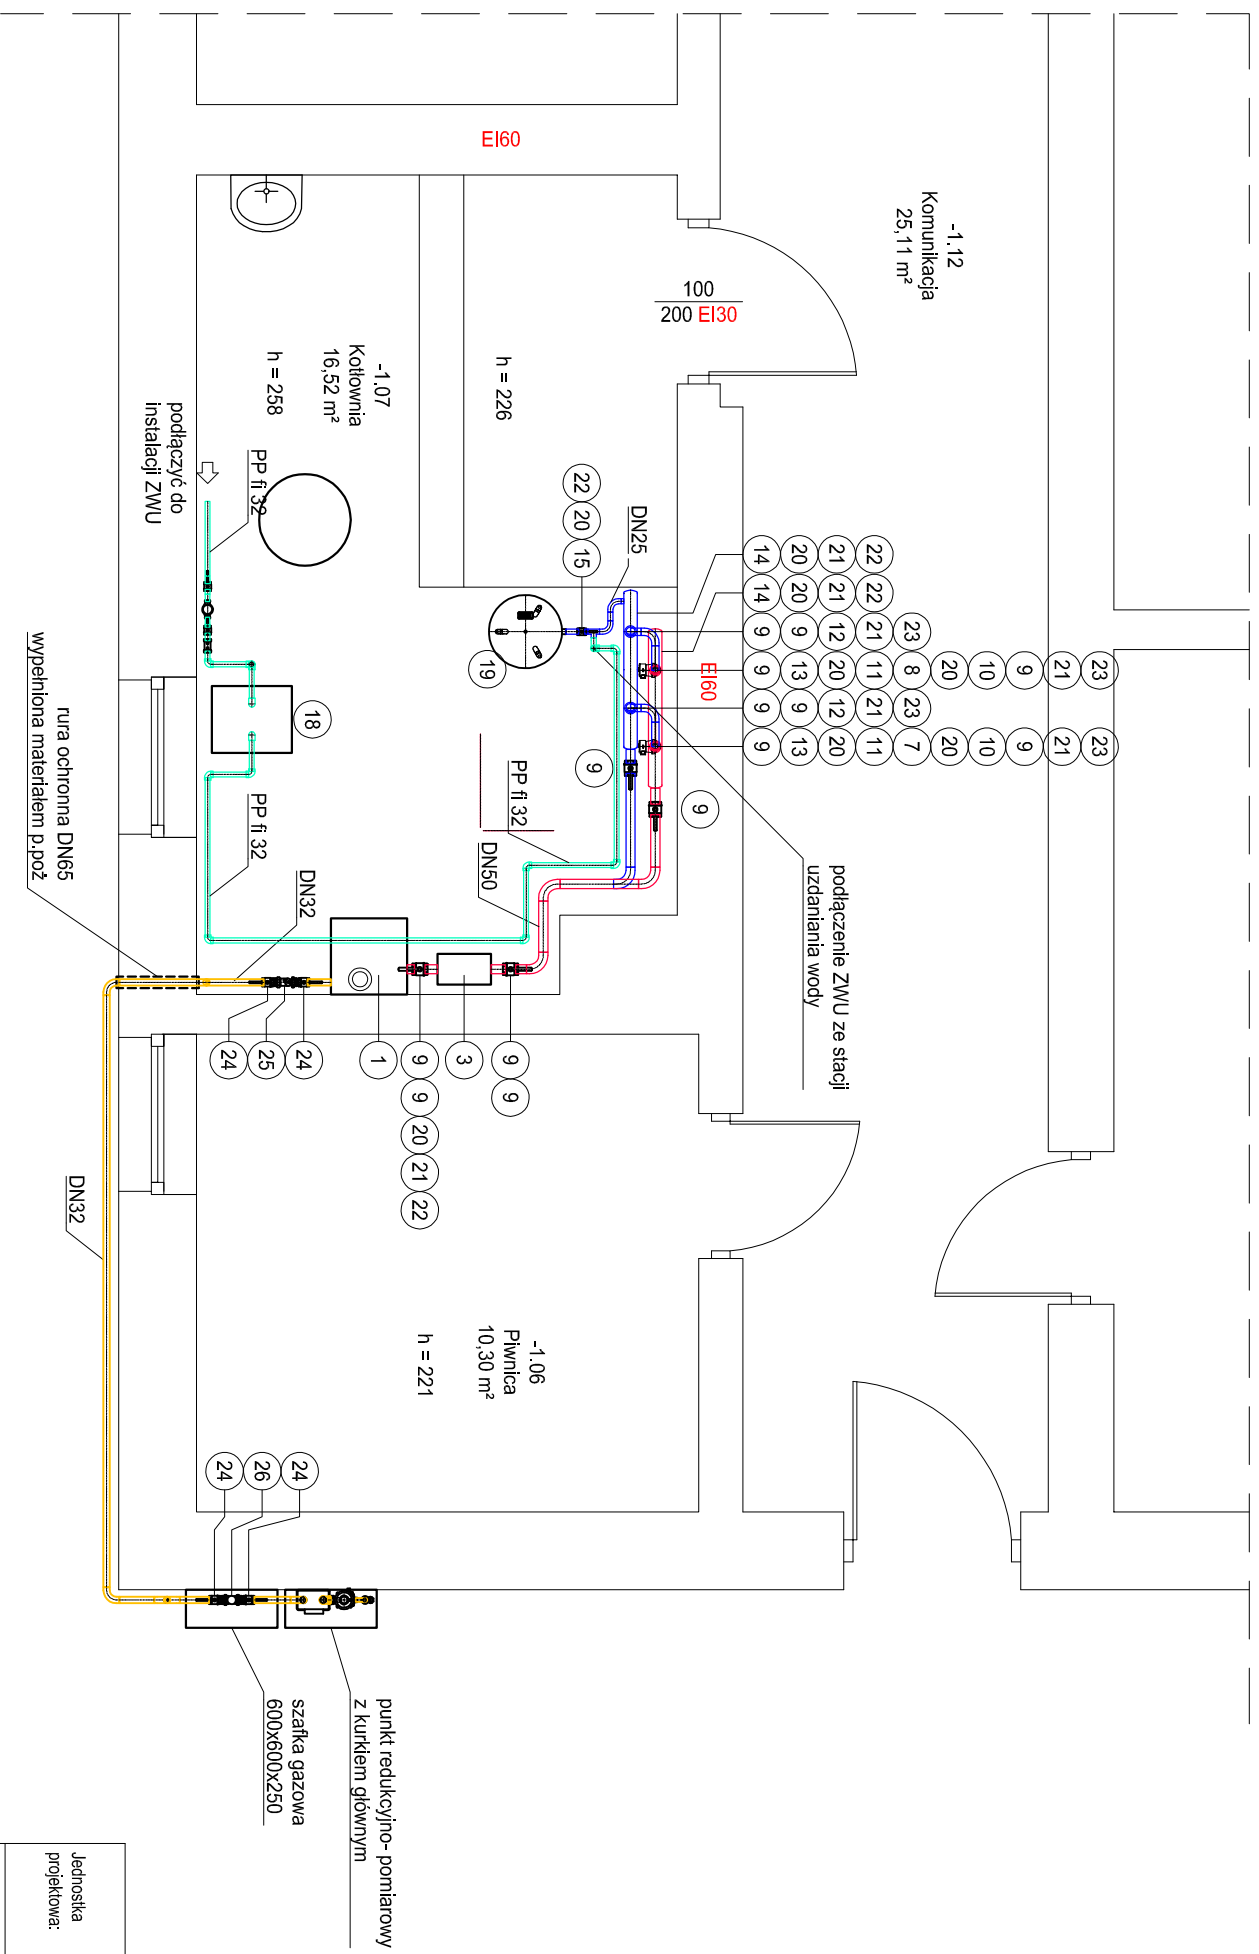 EI60
-1.12
Komunikacja
25,11 m²
100
200 EI30
h = 226
-1.07
Kotłownia
16,52 m²
h = 258
podłączyć do
instalacji ZWU
PP fi 32
22 20 15
DN25
14 20 21 22
14 20 21 22
9 9 12 21 23
9 13 20 11 8 20 10 9 21 23
9 9 12 21 23
9 13 20 11 7 20 10 9 21 23
EI60
19
18
9
9
PP fi 32
PP fi 32
DN50
DN32
podłączenie ZWU ze stacji
uzdaniania wody
rura ochronna DN65
wypełniona materiałem p.poż
24 25 24
1
9 9 20 21 22
3
9 9
DN32
-1.06
Piwnica
10,30 m²
h = 221
24 26 24
punkt redukcyjno- pomiarowy
z kurkiem głównym
szafka gazowa
600x600x250
Jednostka
projektowa: